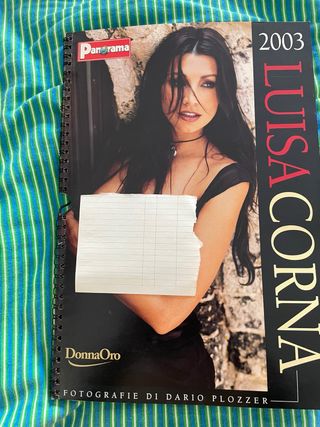 Panorama
2003
LUISA CORNA
DonnaOro
FOTOGRAFIE DI DARIO PLOZZER